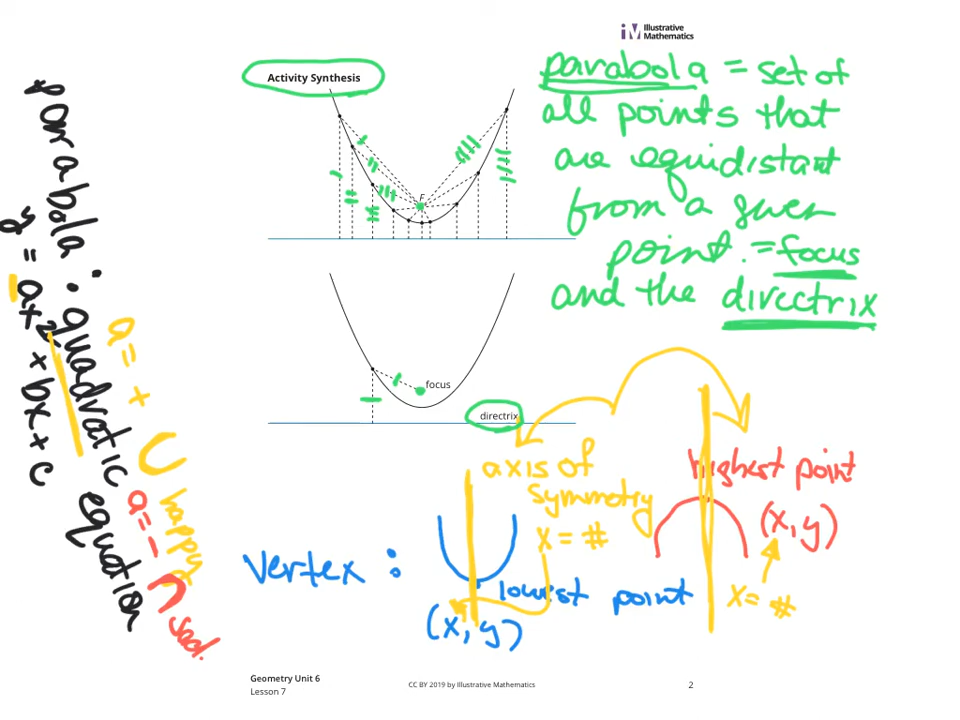 iM Illustrative
Mathematics
Activity Synthesis
parabola = set of
all points that
are equidistant
from a given
point. = focus
and the directrix
F
focus
directrix
parabola : quadratic equation
y = ax² + bx + c
a = + happy
a = - sad.
axis of
symmetry
x = #
highest point
(x, y)
x = #
Vertex :
lowest point
(x, y)
Geometry Unit 6
Lesson 7
CC BY 2019 by Illustrative Mathematics
2